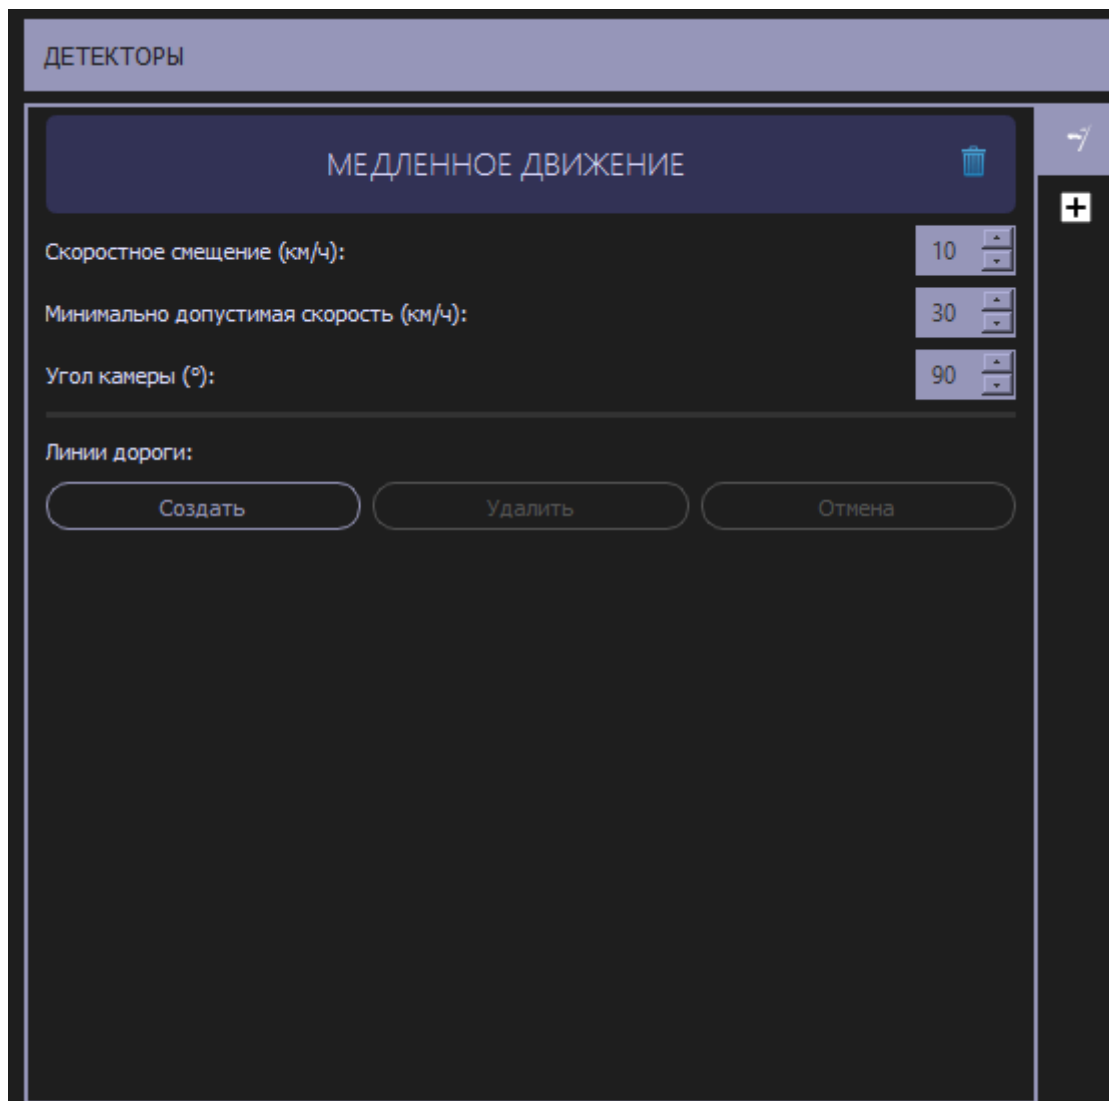 ДЕТЕКТОРЫ
МЕДЛЕННОЕ ДВИЖЕНИЕ
Скоростное смещение (км/ч): 10
Минимально допустимая скорость (км/ч): 30
Угол камеры (°): 90
Линии дороги:
Создать Удалить Отмена